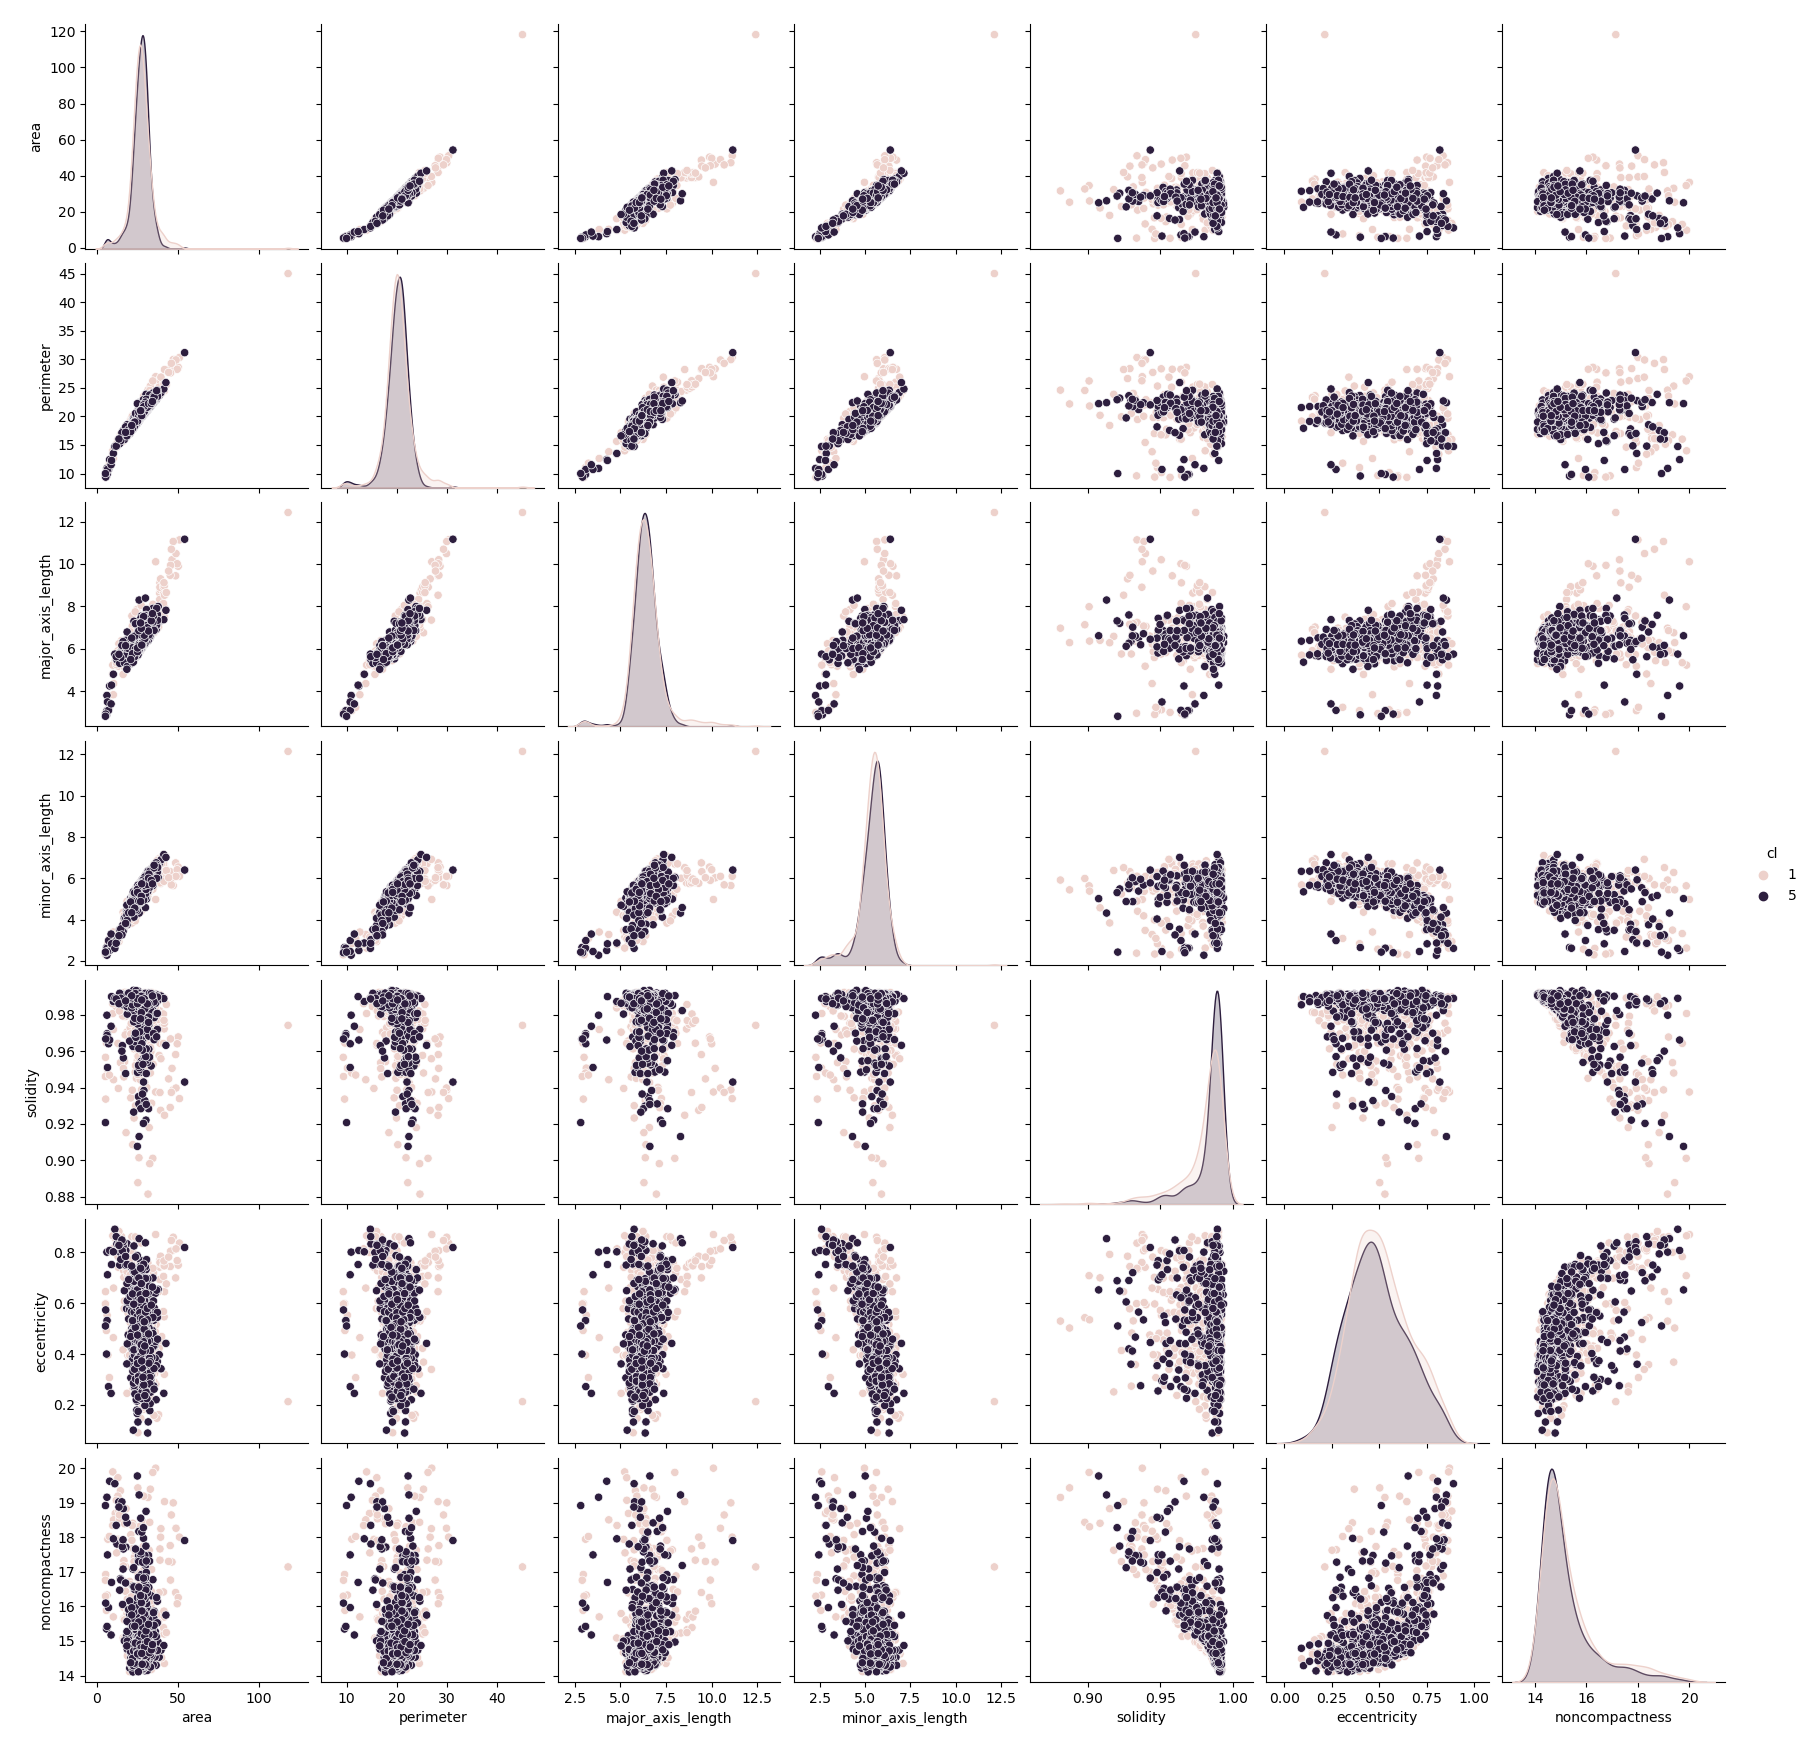 120
100
80
60
40
20
0
area
45
40
35
30
25
20
15
10
perimeter
12
10
8
6
4
major_axis_length
12
10
8
6
4
2
minor_axis_length
cl
1
5
0.98
0.96
0.94
0.92
0.90
0.88
solidity
0.8
0.6
0.4
0.2
eccentricity
20
19
18
17
16
15
14
noncompactness
0 50 100
10 20 30 40
2.5 5.0 7.5 10.0 12.5
2.5 5.0 7.5 10.0 12.5
0.90 0.95 1.00
0.00 0.25 0.50 0.75 1.00
14 16 18 20
area
perimeter
major_axis_length
minor_axis_length
solidity
eccentricity
noncompactness